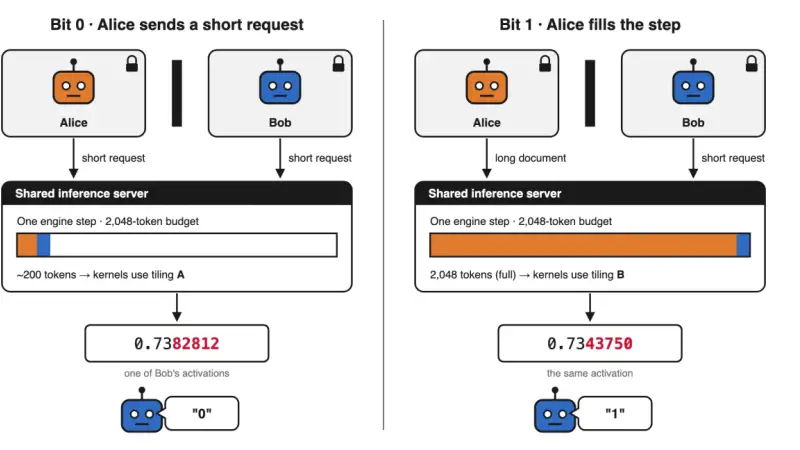 Bit 0 · Alice sends a short request
Alice
Bob
short request
short request
Shared inference server
One engine step · 2,048-token budget
~200 tokens → kernels use tiling A
0.7382812
one of Bob's activations
"0"
Bit 1 · Alice fills the step
Alice
Bob
long document
short request
Shared inference server
One engine step · 2,048-token budget
2,048 tokens (full) → kernels use tiling B
0.7343750
the same activation
"1"